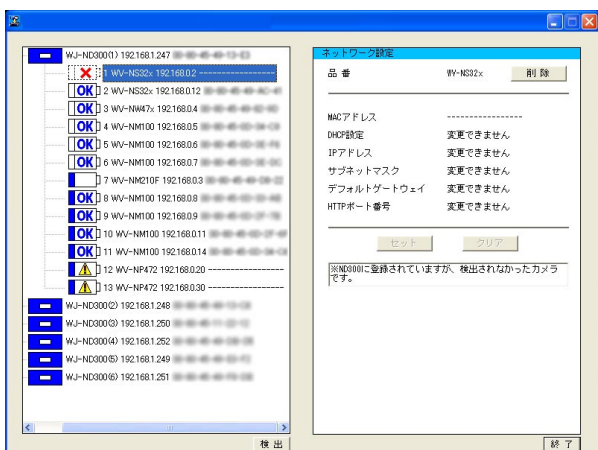 WJ-ND300(1) 192.168.1.247
1 WV-NS32x 192.168.0.2 ------------------
OK 2 WV-NS32x 192.168.0.12
OK 3 WV-NW47x 192.168.0.4
OK 4 WV-NM100 192.168.0.5
OK 5 WV-NM100 192.168.0.6
OK 6 WV-NM100 192.168.0.7
7 WV-NM210F 192.168.0.3
OK 8 WV-NM100 192.168.0.8
OK 9 WV-NM100 192.168.0.9
OK 10 WV-NM100 192.168.0.11
OK 11 WV-NM100 192.168.0.14
12 WV-NP472 192.168.0.20 ------------------
13 WV-NP472 192.168.0.30 ------------------
WJ-ND300(2) 192.168.1.248
WJ-ND300(3) 192.168.1.250
WJ-ND300(4) 192.168.1.252
WJ-ND300(5) 192.168.1.249
WJ-ND300(6) 192.168.1.251
検 出
ネットワーク設定
品 番 WV-NS32x 削 除
MACアドレス -----------------
DHCP設定 変更できません
IPアドレス 変更できません
サブネットマスク 変更できません
デフォルトゲートウェイ 変更できません
HTTPポート番号 変更できません
セット クリア
※ND300に登録されていますが、検出されなかったカメラ
です。
終 了